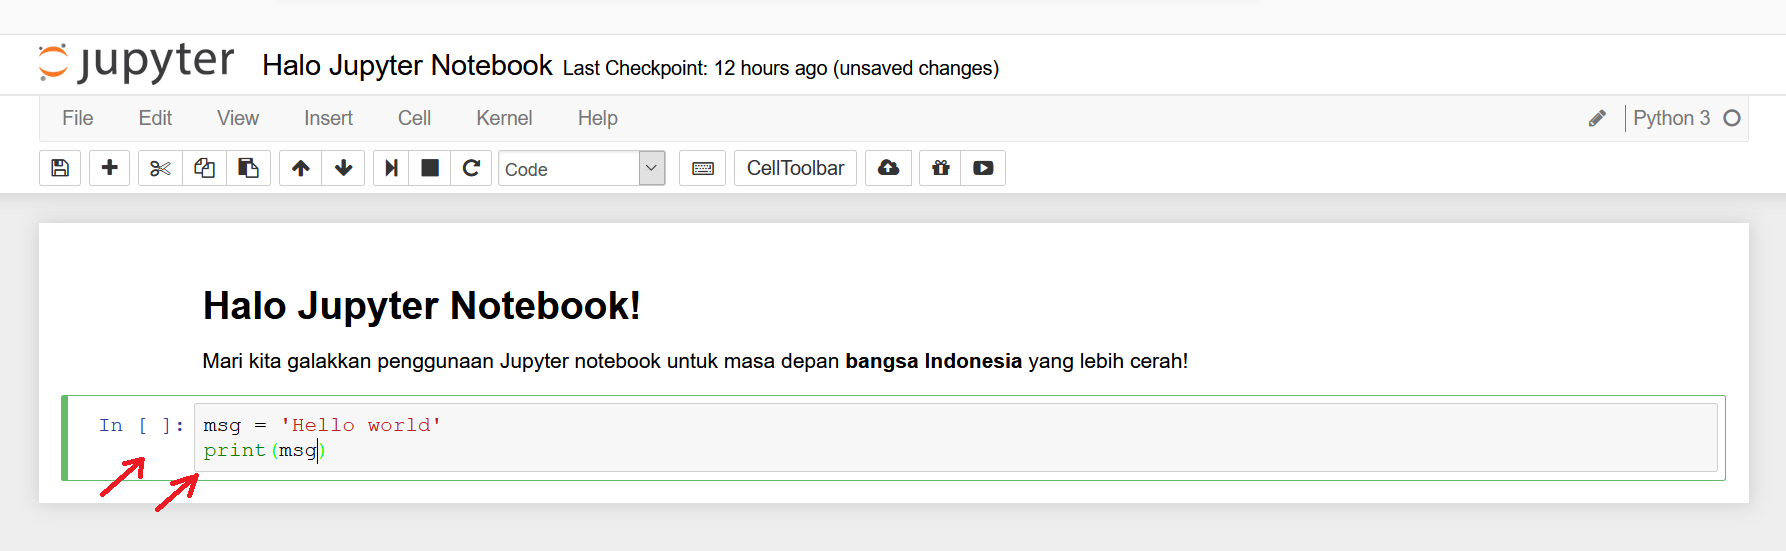 jupyter Halo Jupyter Notebook Last Checkpoint: 12 hours ago (unsaved changes)
File Edit View Insert Cell Kernel Help Python 3
Code CellToolbar
Halo Jupyter Notebook!
Mari kita galakkan penggunaan Jupyter notebook untuk masa depan bangsa Indonesia yang lebih cerah!
In [ ]: msg = 'Hello world'
print(msg)